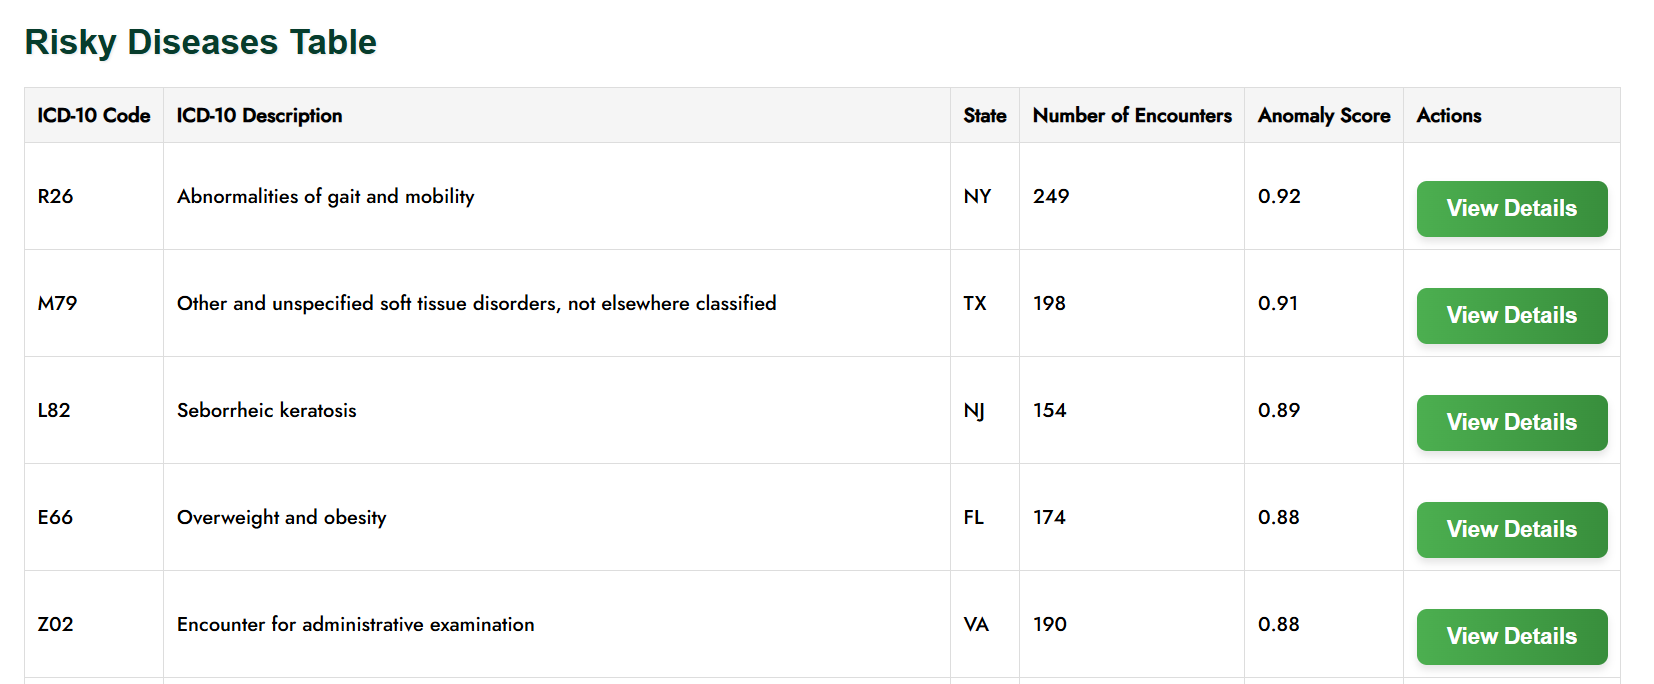 Risky Diseases Table
ICD-10 Code ICD-10 Description State Number of Encounters Anomaly Score Actions
R26 Abnormalities of gait and mobility NY 249 0.92 View Details
M79 Other and unspecified soft tissue disorders, not elsewhere classified TX 198 0.91 View Details
L82 Seborrheic keratosis NJ 154 0.89 View Details
E66 Overweight and obesity FL 174 0.88 View Details
Z02 Encounter for administrative examination VA 190 0.88 View Details